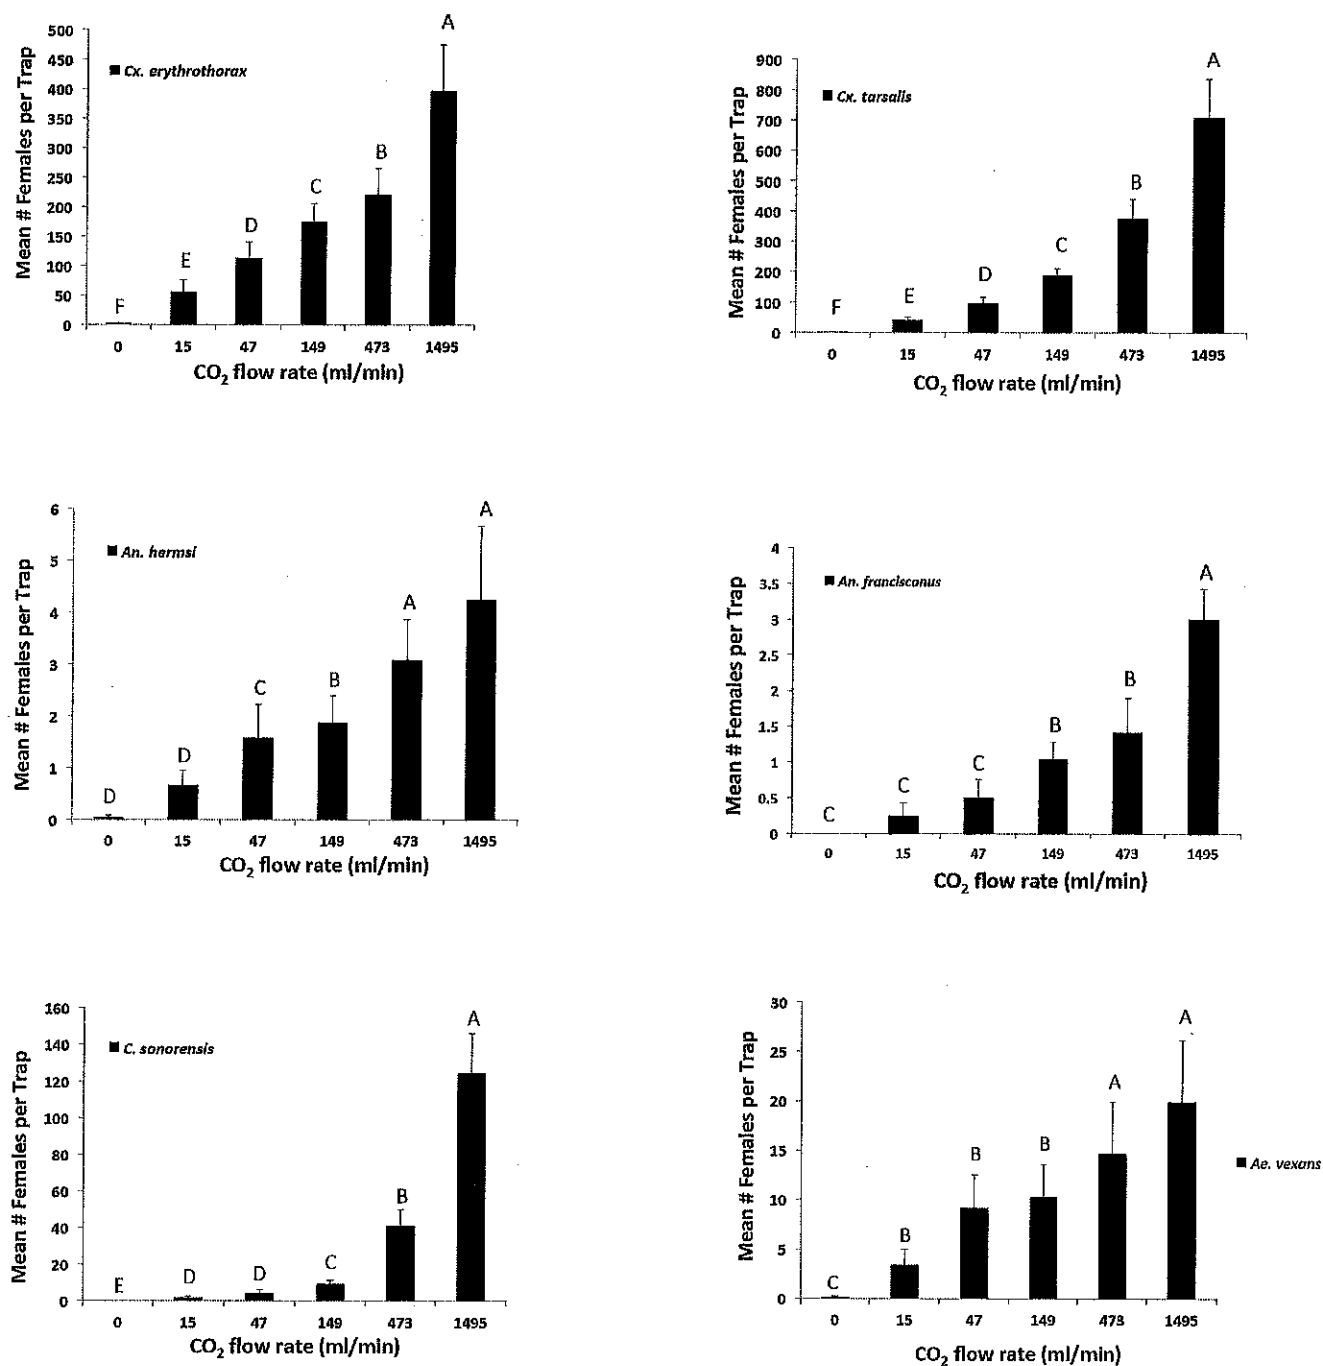 Mean # Females per Trap
500
450
400
350
300
250
200
150
100
50
0
Cx. erythrothorax
F
E
D
C
B
A
0 15 47 149 473 1495
CO₂ flow rate (ml/min)
Mean # Females per Trap
900
800
700
600
500
400
300
200
100
0
Cx. tarsalis
F
E
D
C
B
A
0 15 47 149 473 1495
CO₂ flow rate (ml/min)
Mean # Females per Trap
6
5
4
3
2
1
0
An. hermsi
D
D
C
B
A
A
0 15 47 149 473 1495
CO₂ flow rate (ml/min)
Mean # Females per Trap
4
3.5
3
2.5
2
1.5
1
0.5
0
An. franciscanus
C
C
C
B
B
A
0 15 47 149 473 1495
CO₂ flow rate (ml/min)
Mean # Females per Trap
160
140
120
100
80
60
40
20
0
C. sonorensis
E
D
D
C
B
A
0 15 47 149 473 1495
CO₂ flow rate (ml/min)
Mean # Females per Trap
30
25
20
15
10
5
0
Ae. vexans
C
B
B
B
A
A
0 15 47 149 473 1495
CO₂ flow rate (ml/min)